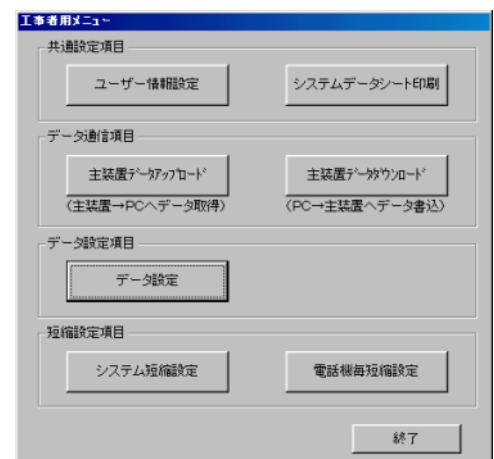 工事者用ﾒﾆｭｰ
共通設定項目
ユーザー情報設定
システムデータシート印刷
データ通信項目
主装置ﾃﾞｰﾀｱｯﾌﾟﾛｰﾄﾞ
主装置ﾃﾞｰﾀﾀﾞｳﾝﾛｰﾄﾞ
(主装置→PCへデータ取得)
(PC→主装置へデータ書込)
データ設定項目
データ設定
短縮設定項目
システム短縮設定
電話機毎短縮設定
終了